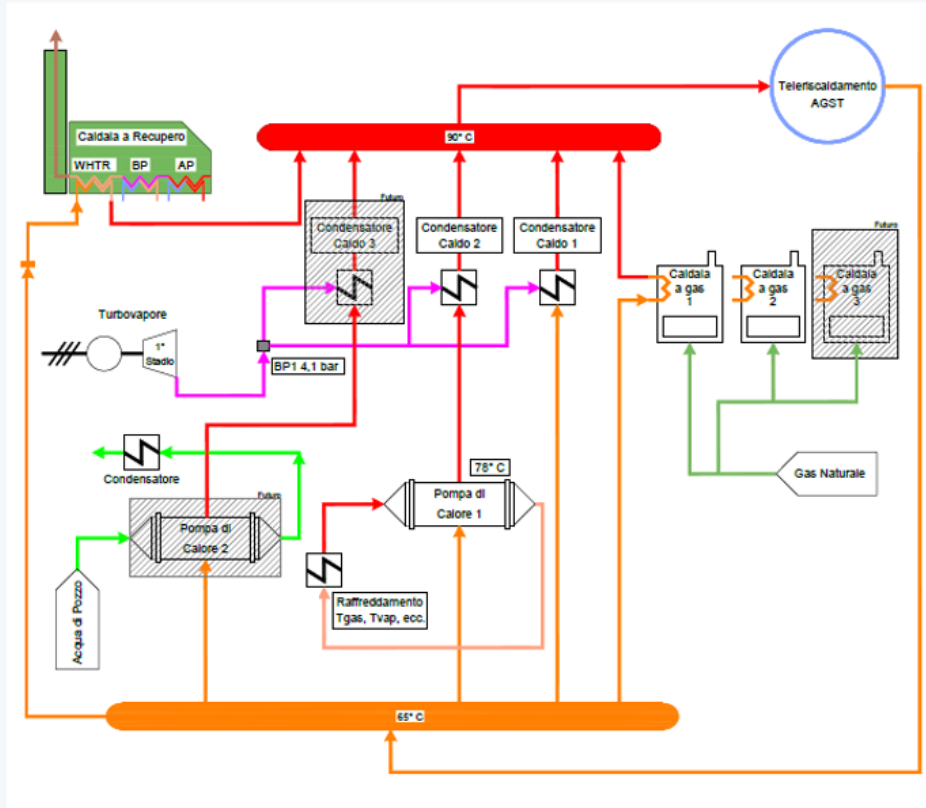 Caldaia a Recupero
WHTR
BP
AP
90° C
Teleriscaldamento
AGST
Futuro
Condensatore
Caldo 3
Condensatore
Caldo 2
Condensatore
Caldo 1
Futuro
Caldaia
a gas
1
Caldaia
a gas
2
Caldaia
a gas
3
Turbovapore
1°
Stadio
BP1 4,1 bar
Condensatore
Futuro
Pompa di
Calore 2
78° C
Pompa di
Calore 1
Gas Naturale
Acqua di Pozzo
Raffreddamento
Tgas, Tvap, ecc.
65° C